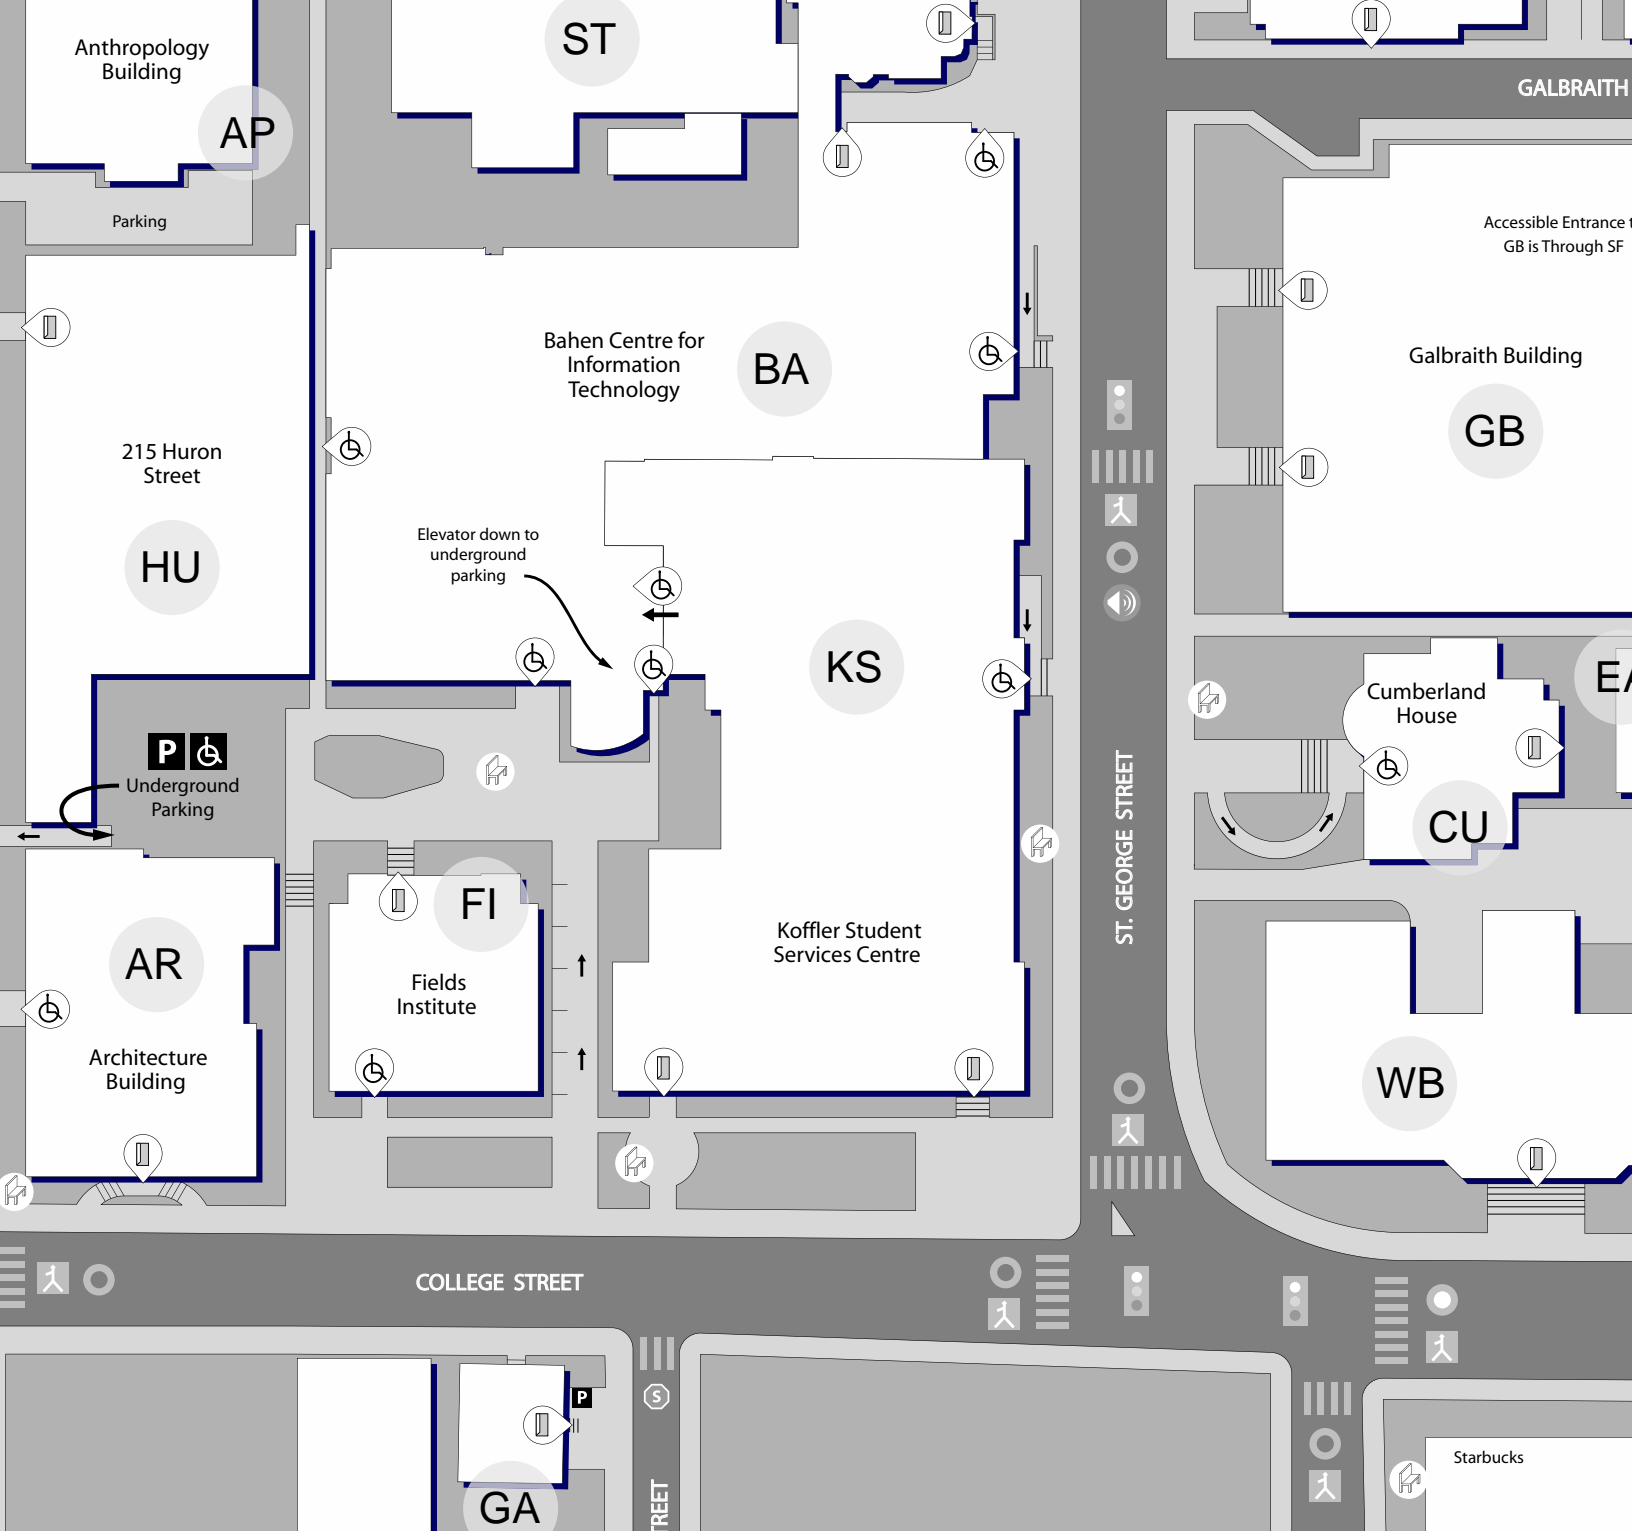 ST
Anthropology
Building
AP
GALBRAITH
Parking
Accessible Entrance t
GB is Through SF
Bahen Centre for
Information
Technology
BA
Galbraith Building
GB
215 Huron
Street
HU
Elevator down to
underground
parking
KS
EA
Cumberland
House
CU
P
Underground
Parking
ST. GEORGE STREET
FI
AR
Koffler Student
Services Centre
Fields
Institute
Architecture
Building
WB
COLLEGE STREET
P
S
Starbucks
GA
TREET